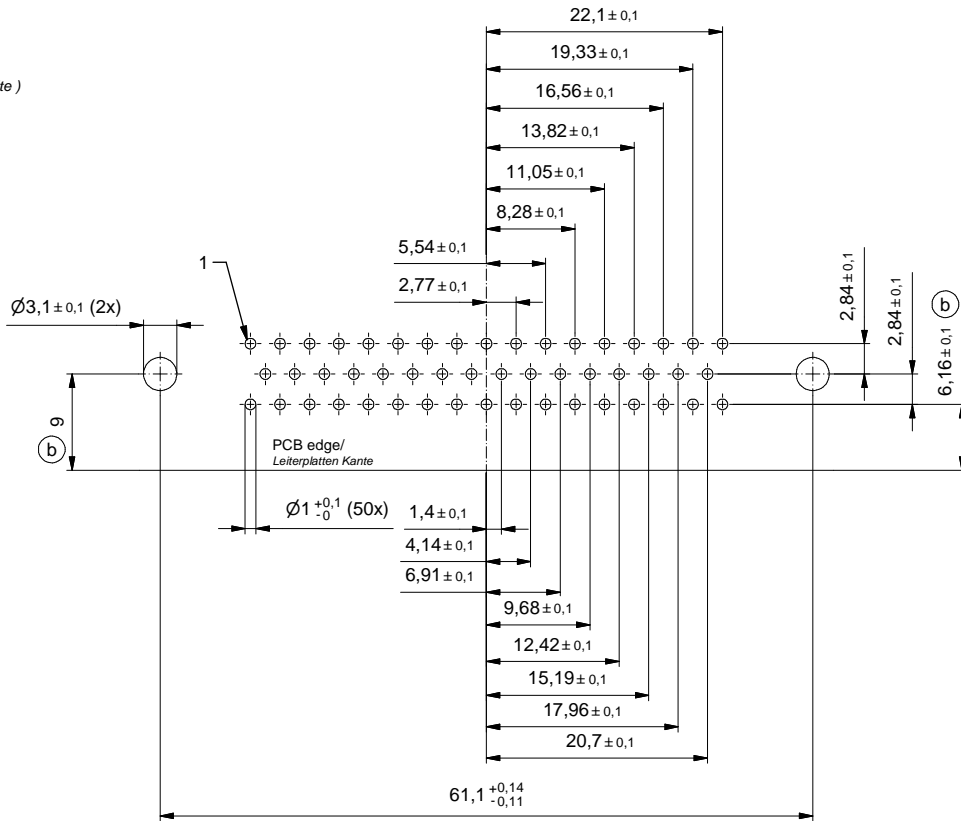 22,1±0,1
19,33±0,1
te )
16,56±0,1
13,82±0,1
11,05±0,1
8,28±0,1
5,54±0,1
1
2,77±0,1
2,84±0,1
2,84±0,1
b
6,16±0,1
Ø3,1±0,1 (2x)
9
b
PCB edge/
Leiterplatten Kante
Ø1 +0,1 -0 (50x)
1,4±0,1
4,14±0,1
6,91±0,1
9,68±0,1
12,42±0,1
15,19±0,1
17,96±0,1
20,7±0,1
61,1 +0,14 -0,11